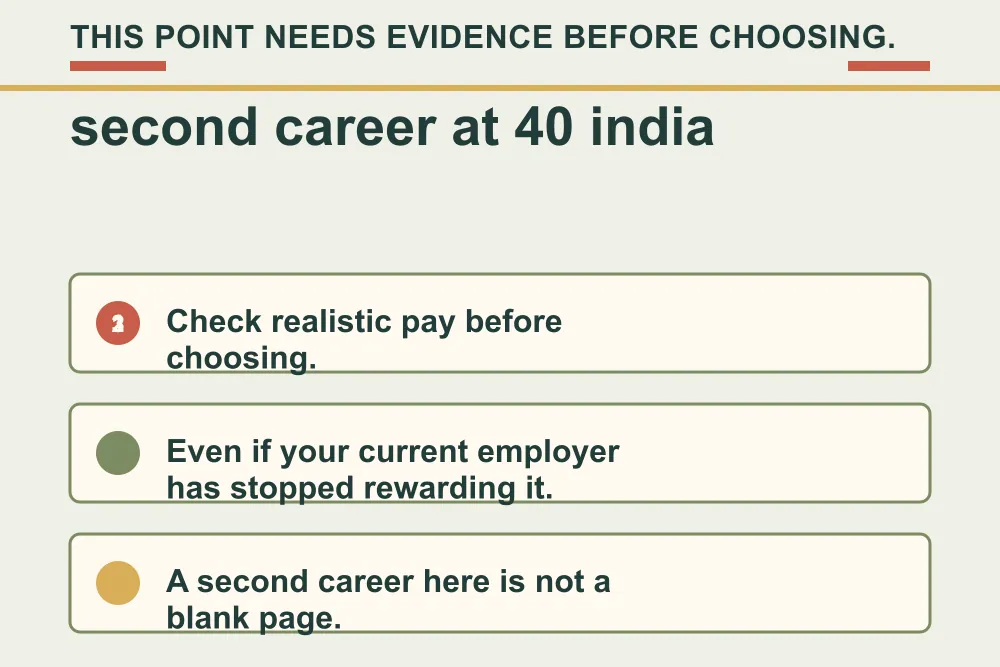 THIS POINT NEEDS EVIDENCE BEFORE CHOOSING.
second career at 40 india
Check realistic pay before
choosing.
Even if your current employer
has stopped rewarding it.
A second career here is not a
blank page.